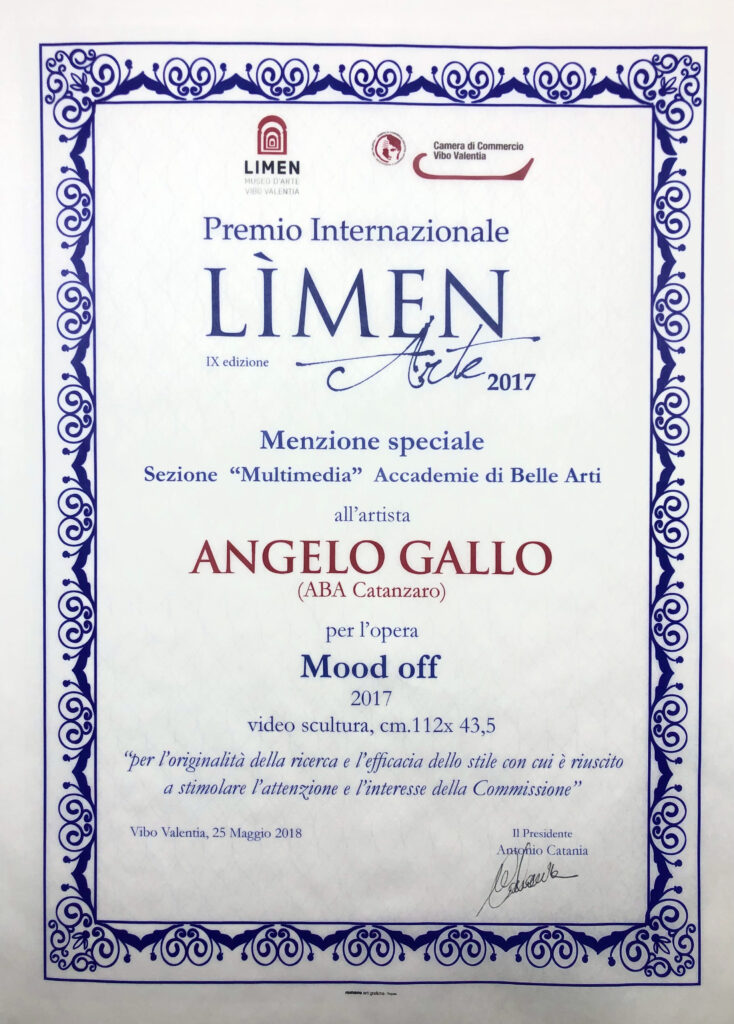 LIMEN
MUSEO D'ARTE
VIBO VALENTIA
Camera di Commercio
Vibo Valentia
Premio Internazionale
LÌMEN
IX edizione
Arte 2017
Menzione speciale
Sezione “Multimedia” Accademie di Belle Arti
all’artista
ANGELO GALLO
(ABA Catanzaro)
per l’opera
Mood off
2017
video scultura, cm.112x 43,5
“per l’originalità della ricerca e l’efficacia dello stile con cui è riuscito
a stimolare l’attenzione e l’interesse della Commissione”
Vibo Valentia, 25 Maggio 2018
Il Presidente
Antonio Catania
romano arti grafiche